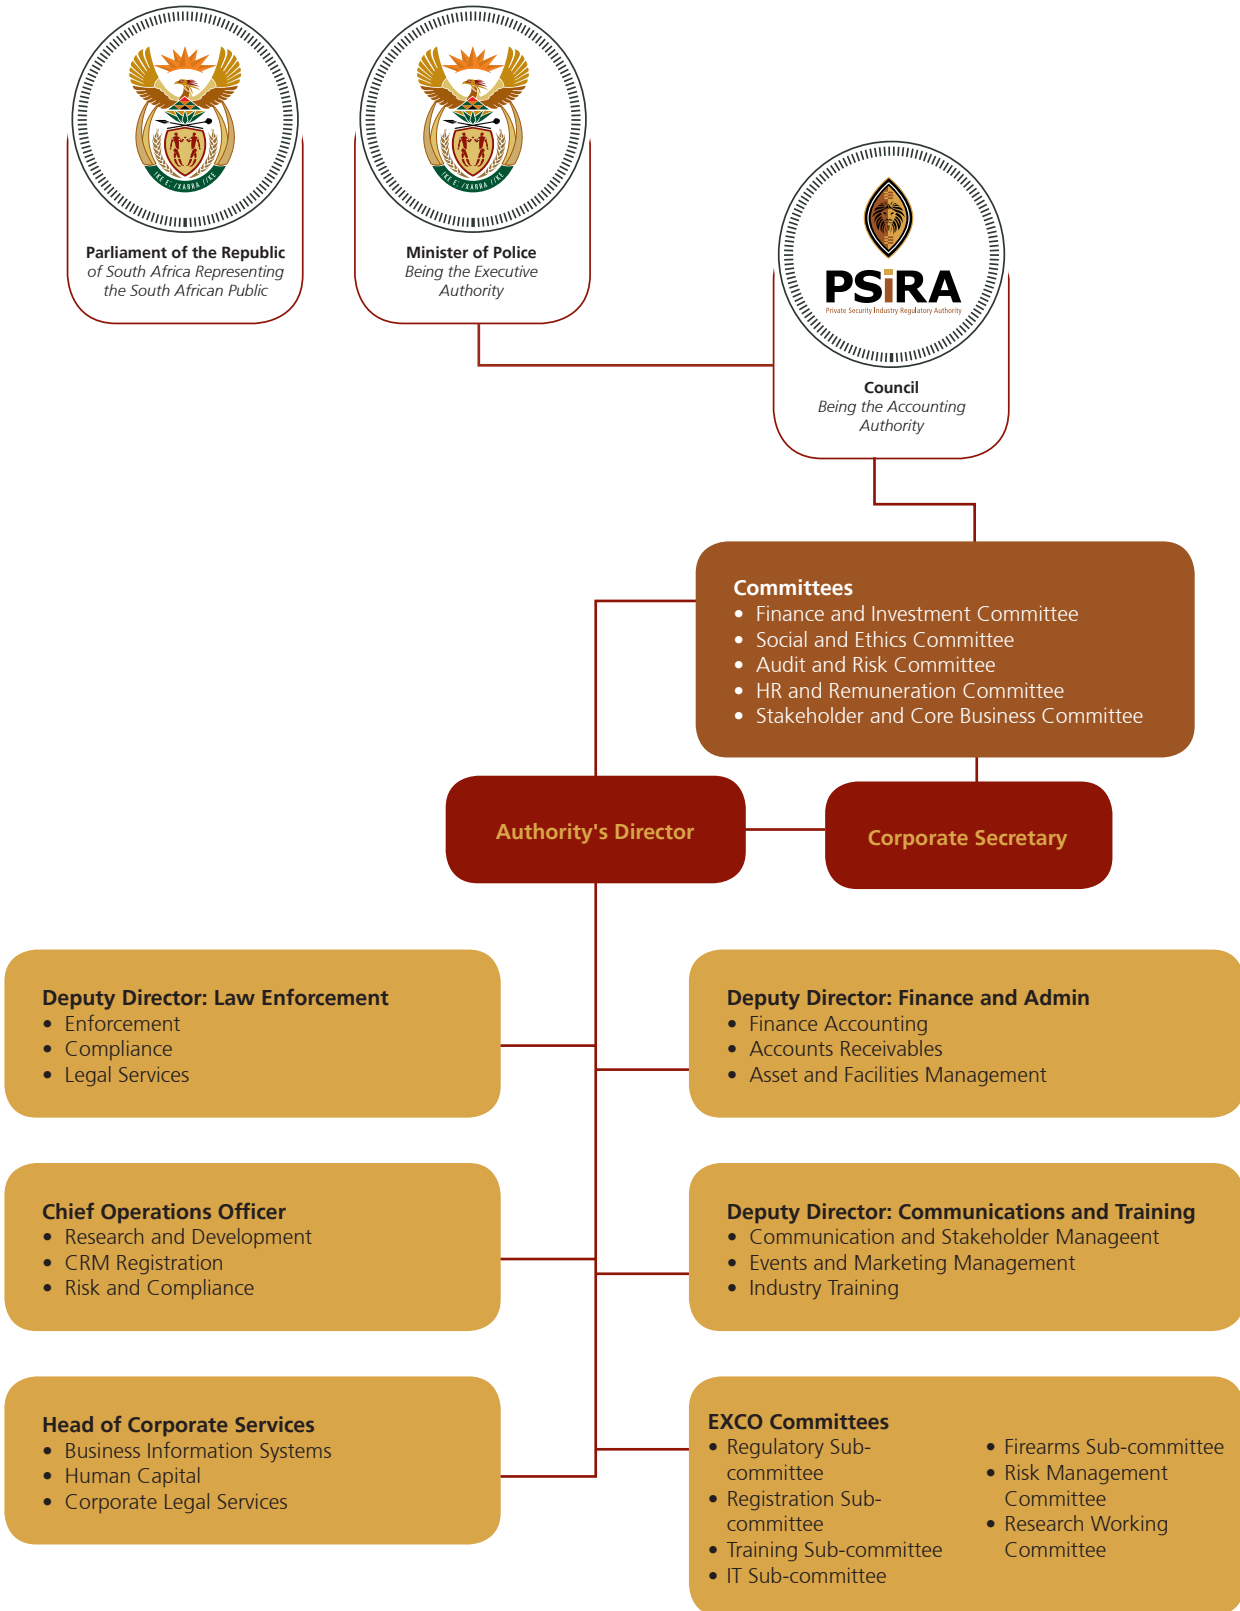 !KE E: /XARRA //KE
Parliament of the Republic
of South Africa Representing
the South African Public
!KE E: /XARRA //KE
Minister of Police
Being the Executive
Authority
PSiRA
Private Security Industry Regulatory Authority
Council
Being the Accounting
Authority
Committees
• Finance and Investment Committee
• Social and Ethics Committee
• Audit and Risk Committee
• HR and Remuneration Committee
• Stakeholder and Core Business Committee
Authority's Director
Corporate Secretary
Deputy Director: Law Enforcement
• Enforcement
• Compliance
• Legal Services
Deputy Director: Finance and Admin
• Finance Accounting
• Accounts Receivables
• Asset and Facilities Management
Chief Operations Officer
• Research and Development
• CRM Registration
• Risk and Compliance
Deputy Director: Communications and Training
• Communication and Stakeholder Manageent
• Events and Marketing Management
• Industry Training
Head of Corporate Services
• Business Information Systems
• Human Capital
• Corporate Legal Services
EXCO Committees
• Regulatory Sub-
committee
• Registration Sub-
committee
• Training Sub-committee
• IT Sub-committee
• Firearms Sub-committee
• Risk Management
Committee
• Research Working
Committee